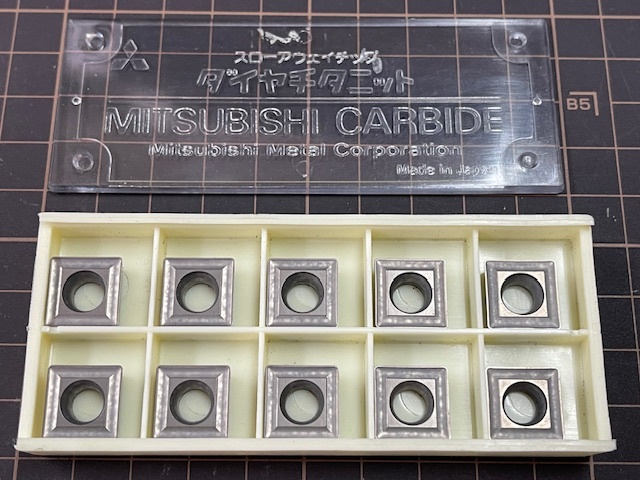 スローアウェイチップ
ダイヤチタニット
MITSUBISHI CARBIDE
Mitsubishi Metal Corporation
Made in Japan
B5